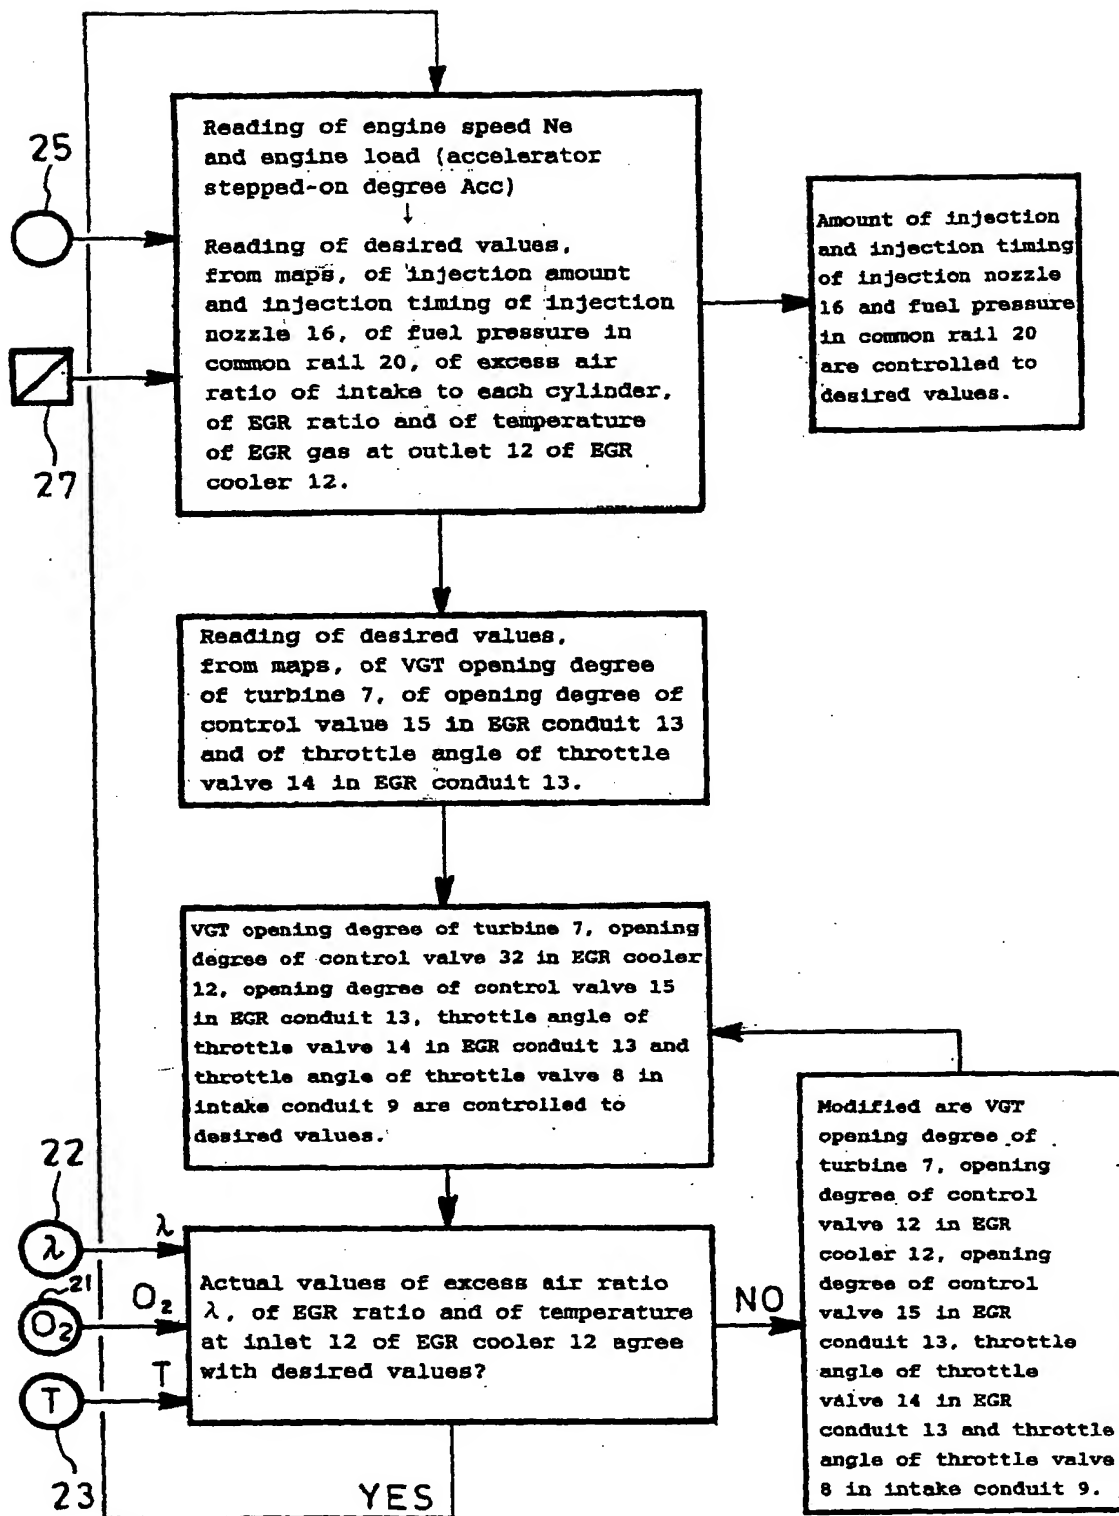 25
27
Reading of engine speed Ne
and engine load (accelerator
stepped-on degree Acc)
↓
Reading of desired values,
from maps, of injection amount
and injection timing of injection
nozzle 16, of fuel pressure in
common rail 20, of excess air
ratio of intake to each cylinder,
of EGR ratio and of temperature
of EGR gas at outlet 12 of EGR
cooler 12.
Amount of injection
and injection timing
of injection nozzle
16 and fuel pressure
in common rail 20
are controlled to
desired values.
Reading of desired values,
from maps, of VGT opening degree
of turbine 7, of opening degree of
control value 15 in EGR conduit 13
and of throttle angle of throttle
valve 14 in EGR conduit 13.
VGT opening degree of turbine 7, opening
degree of control valve 32 in EGR cooler
12, opening degree of control valve 15
in EGR conduit 13, throttle angle of
throttle valve 14 in EGR conduit 13 and
throttle angle of throttle valve 8 in
intake conduit 9 are controlled to
desired values.
22
λ
λ
21
O₂
O₂
T
T
23
Actual values of excess air ratio
λ, of EGR ratio and of temperature
at inlet 12 of EGR cooler 12 agree
with desired values?
NO
YES
Modified are VGT
opening degree of
turbine 7, opening
degree of control
valve 12 in EGR
cooler 12, opening
degree of control
valve 15 in EGR
conduit 13, throttle
angle of throttle
valve 14 in EGR
conduit 13 and throttle
angle of throttle valve
8 in intake conduit 9.